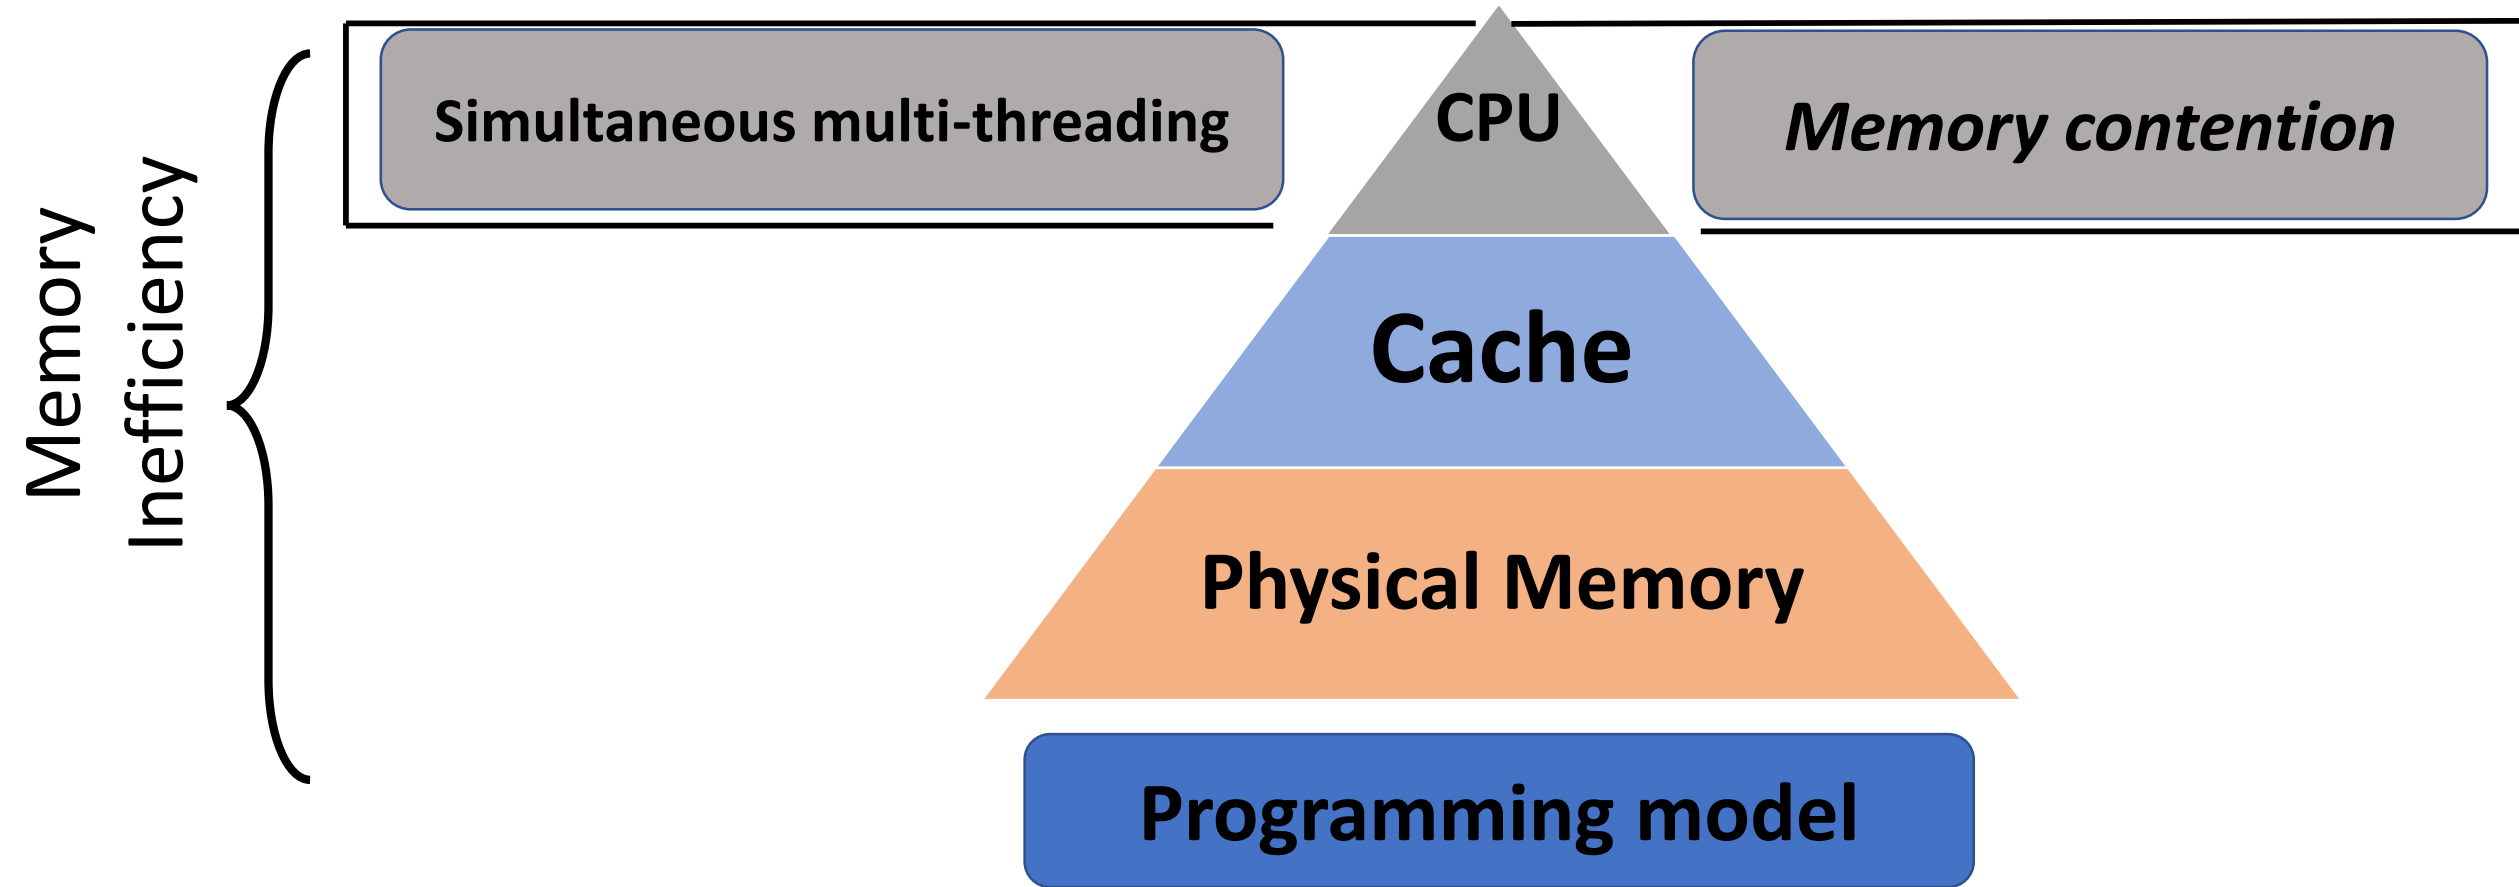 Memory
Inefficiency
Simultaneous multi-threading
CPU
Memory contention
Cache
Physical Memory
Programming model